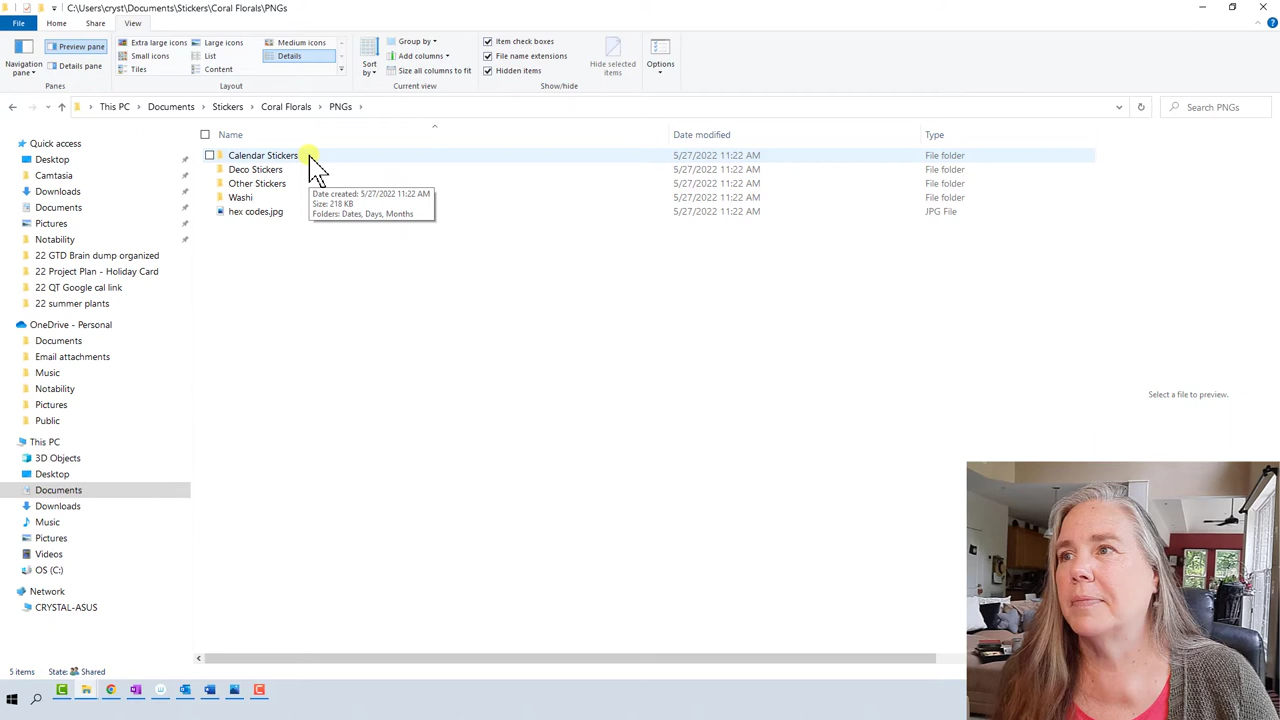 C:\Users\cryst\Documents\Stickers\Coral Florals\PNGs
File Home Share View
Navigation pane
Preview pane
Details pane
Panes
Extra large icons Large icons Medium icons
Small icons List Details
Tiles Content
Layout
Sort by
Group by
Add columns
Size all columns to fit
Current view
Item check boxes
File name extensions
Hidden items
Hide selected items
Show/hide
Options
This PC > Documents > Stickers > Coral Florals > PNGs >
Search PNGs
Name Date modified Type
Calendar Stickers 5/27/2022 11:22 AM File folder
Deco Stickers 5/27/2022 11:22 AM File folder
Other Stickers 5/27/2022 11:22 AM File folder
Washi 5/27/2022 11:22 AM File folder
hex codes.jpg 5/27/2022 11:22 AM JPG File
Date created: 5/27/2022 11:22 AM
Size: 218 KB
Folders: Dates, Days, Months
Quick access
Desktop
Camtasia
Downloads
Documents
Pictures
Notability
22 GTD Brain dump organized
22 Project Plan - Holiday Card
22 QT Google cal link
22 summer plants
OneDrive - Personal
Documents
Email attachments
Music
Notability
Pictures
Public
This PC
3D Objects
Desktop
Documents
Downloads
Music
Pictures
Videos
OS (C:)
Network
CRYSTAL-ASUS
Select a file to preview.
5 items State: Shared